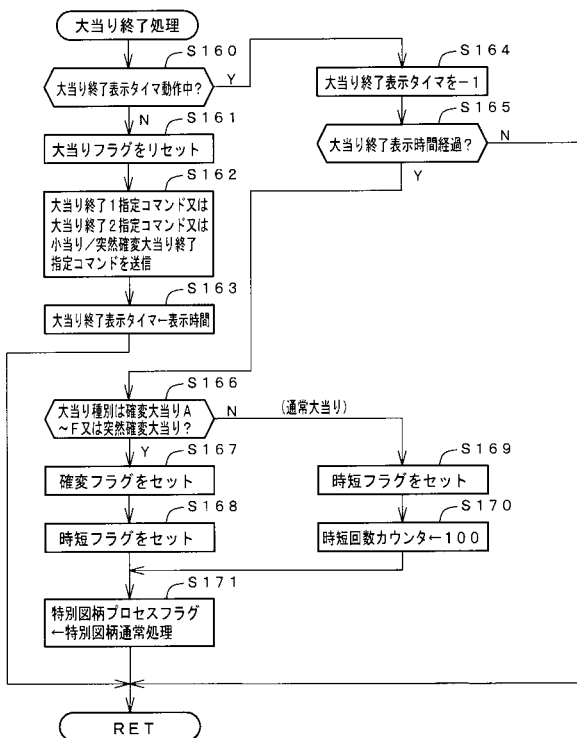 大当り終了処理
S160
大当り終了表示タイマ動作中?
Y
N
S161
大当りフラグをリセット
S162
大当り終了1指定コマンド又は
大当り終了2指定コマンド又は
小当り/突然確変大当り終了
指定コマンドを送信
S163
大当り終了表示タイマ←表示時間
S164
大当り終了表示タイマを-1
S165
大当り終了表示時間経過?
N
Y
S166
大当り種別は確変大当りA
~F又は突然確変大当り?
N
(通常大当り)
Y
S167
確変フラグをセット
S168
時短フラグをセット
S169
時短フラグをセット
S170
時短回数カウンタ←100
S171
特別図柄プロセスフラグ
←特別図柄通常処理
RET